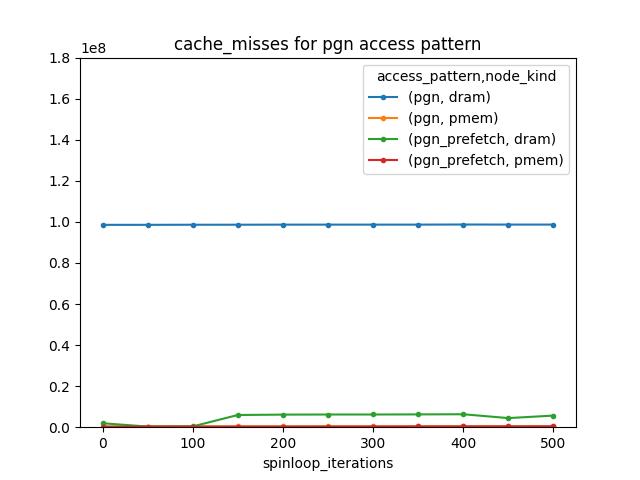 cache_misses for pgn access pattern
1e8
1.8
1.6
1.4
1.2
1.0
0.8
0.6
0.4
0.2
0.0
access_pattern,node_kind
(pgn, dram)
(pgn, pmem)
(pgn_prefetch, dram)
(pgn_prefetch, pmem)
0 100 200 300 400 500
spinloop_iterations